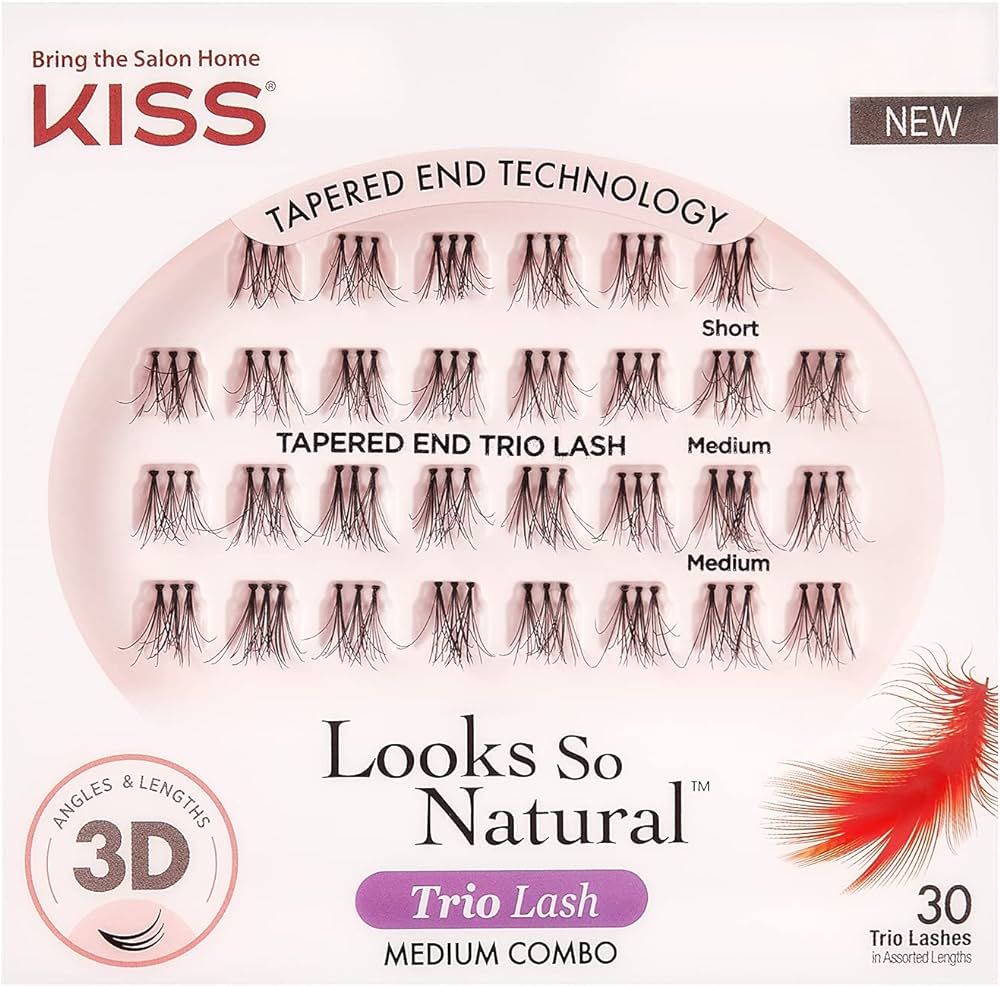 Bring the Salon Home
KISS®
NEW
TAPERED END TECHNOLOGY
Short
TAPERED END TRIO LASH Medium
Medium
Looks So
Natural™
ANGLES & LENGTHS
3D
Trio Lash
MEDIUM COMBO
30
Trio Lashes
in Assorted Lengths